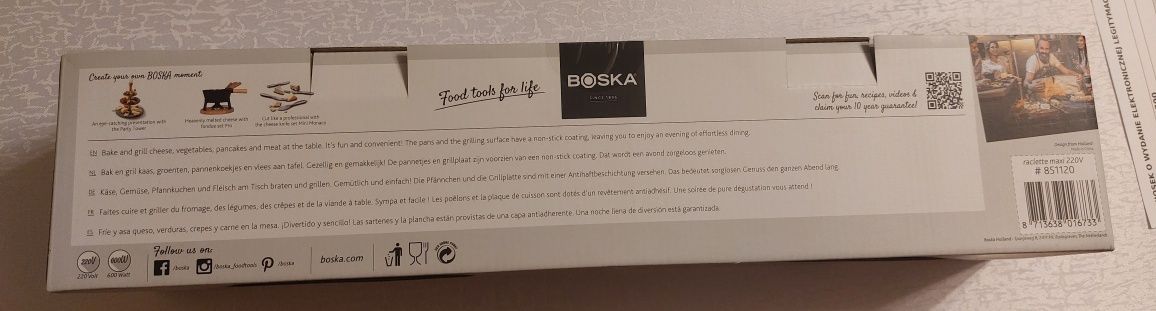 Create your own BOSKA moment
An eye-catching presentation with
the Party Tower
Heavenly melted cheese with
fondue set Pro
Cut like a professional with
the cheese knife set Mini Monaco
Food tools for life
BOSKA
SINCE 1896
Scan for fun, recipes, videos &
claim your 10 year guarantee!
EN Bake and grill cheese, vegetables, pancakes and meat at the table. It's fun and convenient! The pans and the grilling surface have a non-stick coating, leaving you to enjoy an evening of effortless dining.
NL Bak en gril kaas, groenten, pannenkoekjes en vlees aan tafel. Gezellig en gemakkelijk! De pannetjes en grillplaat zijn voorzien van een non-stick coating. Dat wordt een avond zorgeloos genieten.
DE Käse, Gemüse, Pfannkuchen und Fleisch am Tisch braten und grillen. Gemütlich und einfach! Die Pfännchen und die Grillplatte sind mit einer Antihaftbeschichtung versehen. Das bedeutet sorglosen Genuss den ganzen Abend lang.
FR Faites cuire et griller du fromage, des légumes, des crêpes et de la viande à table. Sympa et facile ! Les poêlons et la plaque de cuisson sont dotés d'un revêtement antiadhésif. Une soirée de pure dégustation vous attend !
ES Fríe y asa queso, verduras, crepes y carne en la mesa. ¡Divertido y sencillo! Las sartenes y la plancha están provistas de una capa antiadherente. Una noche llena de diversión está garantizada.
Design from Holland
Made in China
raclette maxi 220V
# 851120
8 713638 016733
220V
220 Volt
600W
600 Watt
Follow us on:
/boska
/boska_foodtools
/boska
boska.com
OSEK O WYDANIE ELEKTRONICZNEJ LEGITYMAC